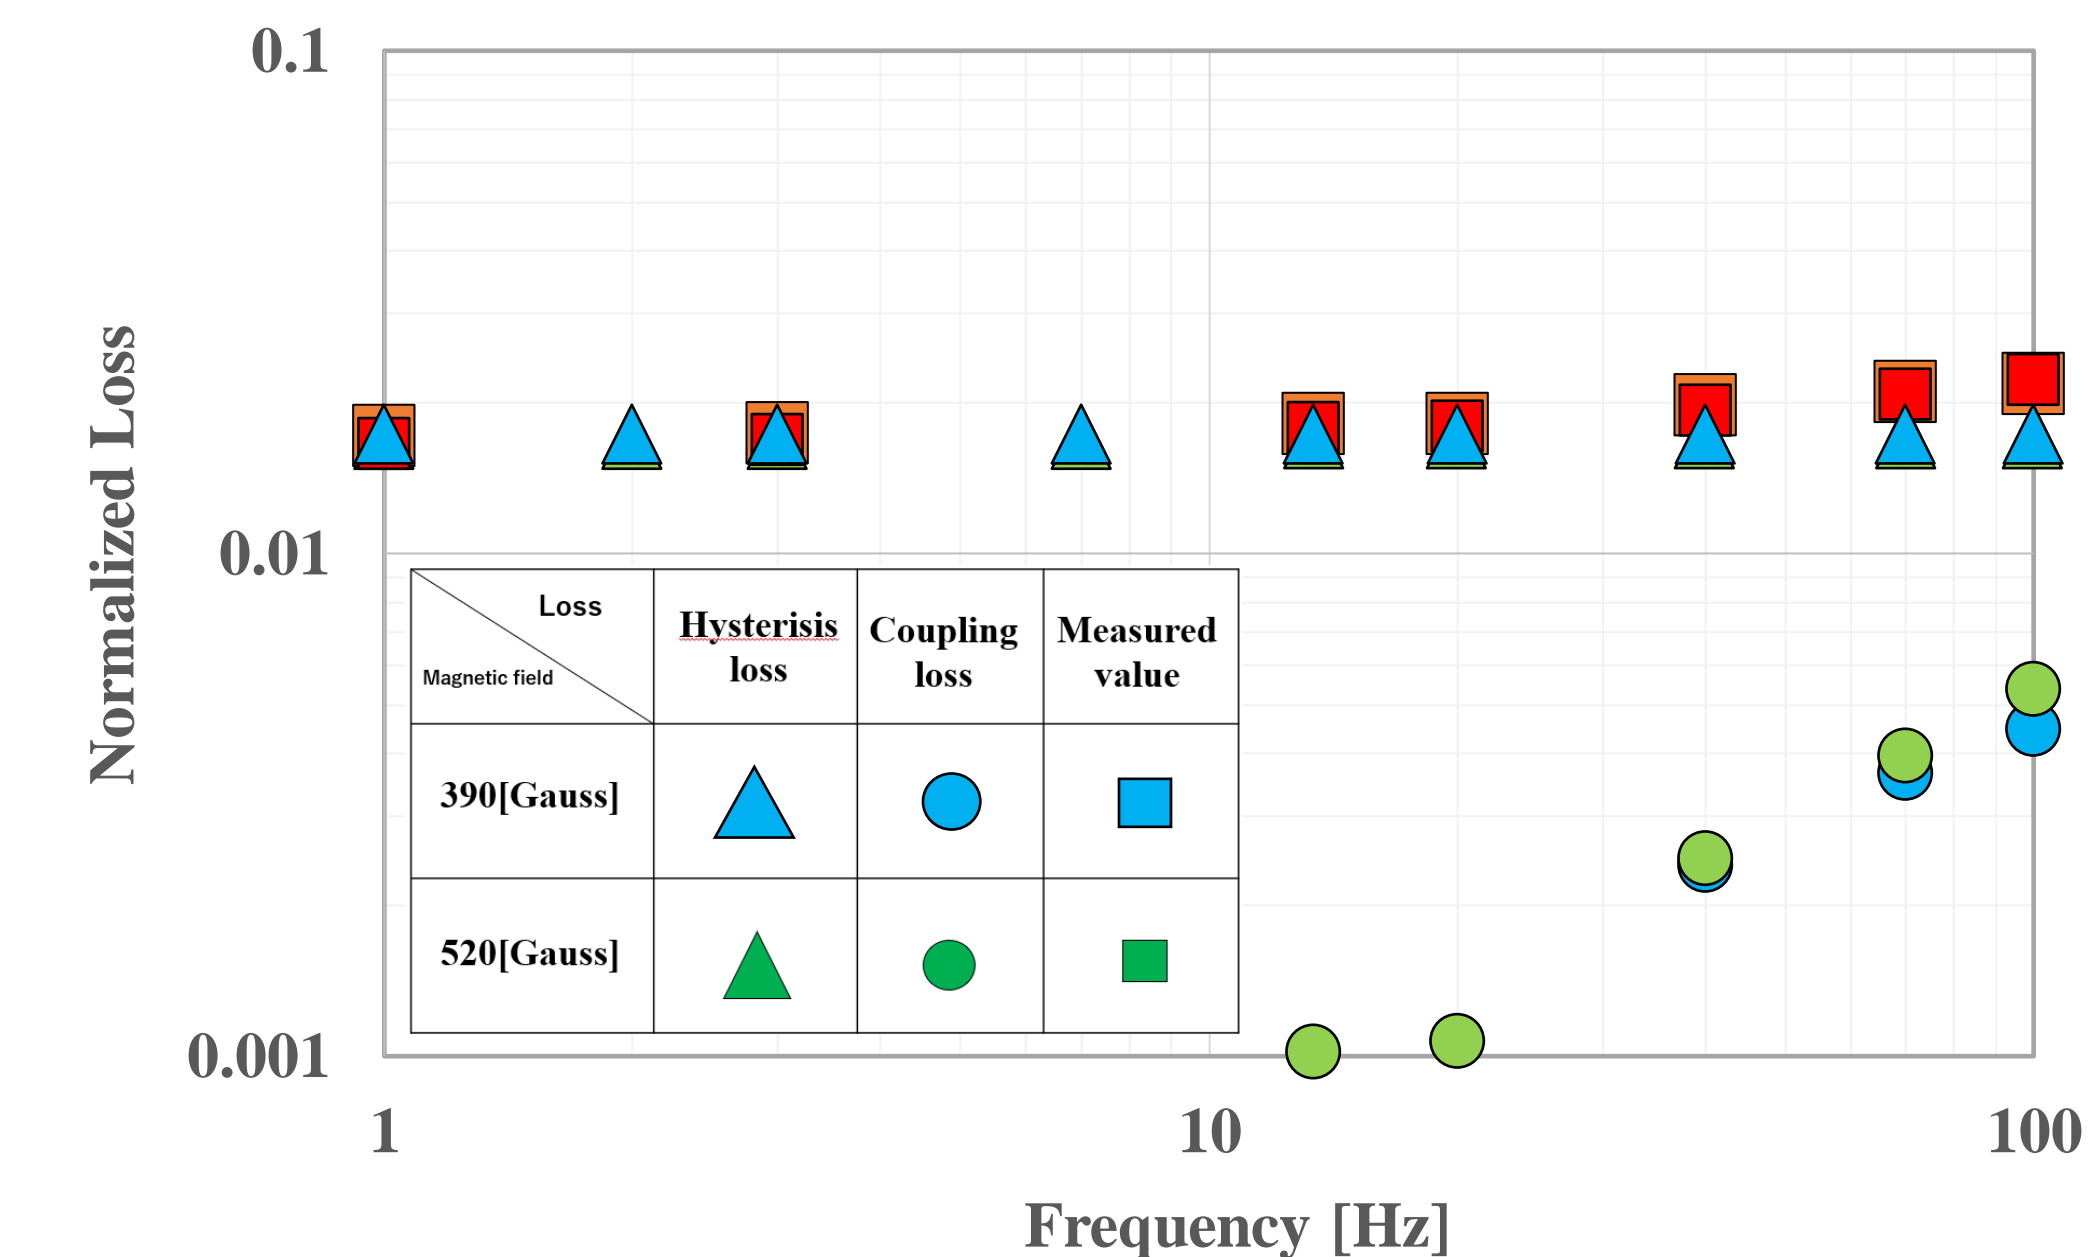 0.1
0.01
0.001
Normalized Loss
Loss
Magnetic field
Hysterisis
loss
Coupling
loss
Measured
value
390[Gauss]
520[Gauss]
1
10
100
Frequency [Hz]